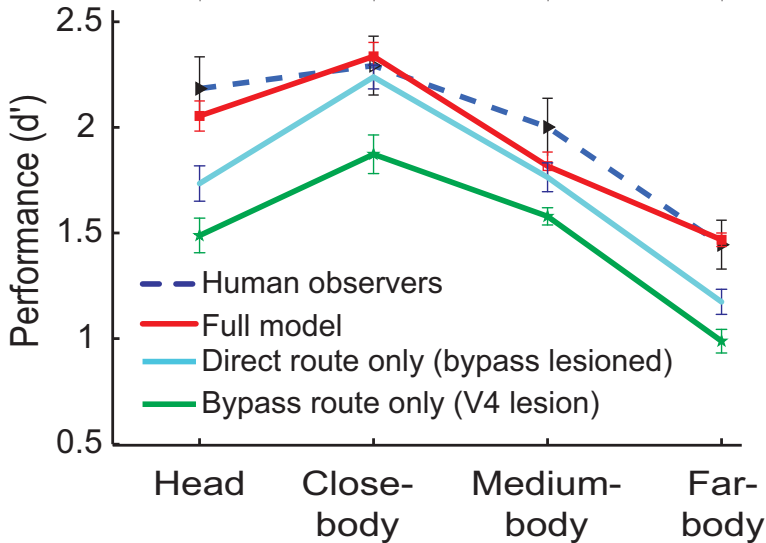 Performance (d')
2.5
2
1.5
1
0.5
Human observers
Full model
Direct route only (bypass lesioned)
Bypass route only (V4 lesion)
Head
Close-
body
Medium-
body
Far-
body